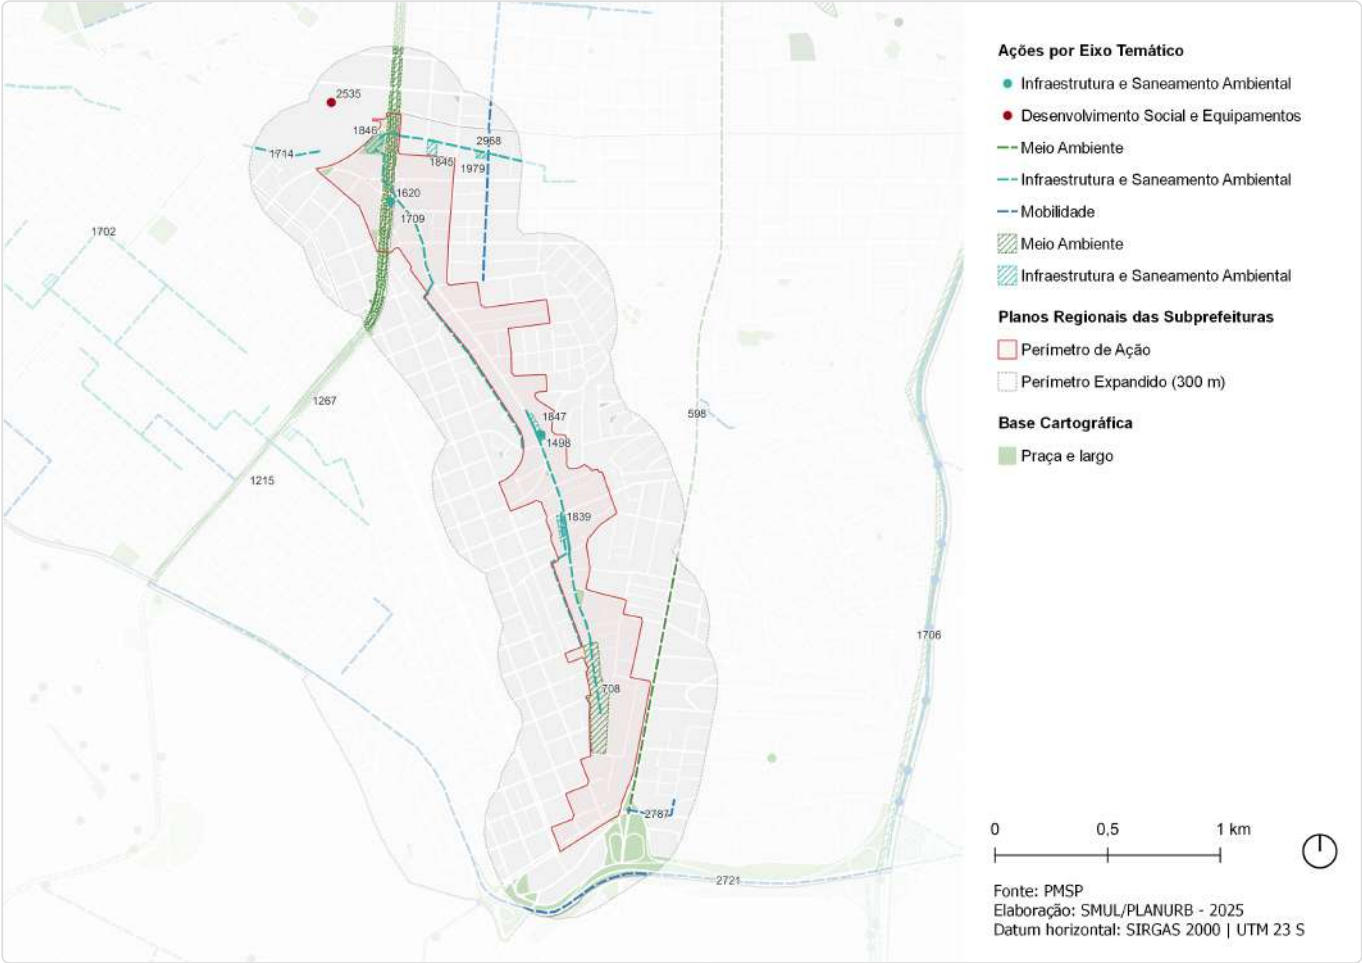 2535
1846
1714
2968
1845
1979
1620
1709
1702
1267
1847
598
1498
1215
1839
1706
708
2787
2721
Ações por Eixo Temático
Infraestrutura e Saneamento Ambiental
Desenvolvimento Social e Equipamentos
Meio Ambiente
Infraestrutura e Saneamento Ambiental
Mobilidade
Meio Ambiente
Infraestrutura e Saneamento Ambiental
Planos Regionais das Subprefeituras
Perímetro de Ação
Perímetro Expandido (300 m)
Base Cartográfica
Praça e largo
0 0,5 1 km
Fonte: PMSP
Elaboração: SMUL/PLANURB - 2025
Datum horizontal: SIRGAS 2000 | UTM 23 S